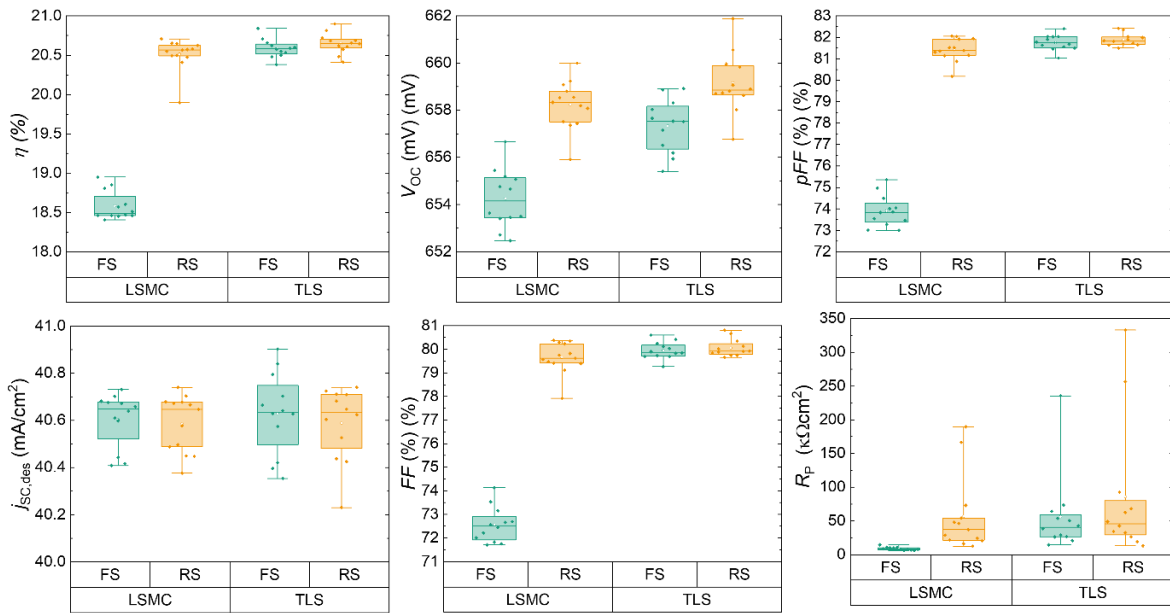 η (%)
21.0
20.5
20.0
19.5
19.0
18.5
18.0
FS
RS
FS
RS
LSMC
TLS
V_OC (mV) (mV)
662
660
658
656
654
652
FS
RS
FS
RS
LSMC
TLS
pFF (%) (%)
83
82
81
80
79
78
77
76
75
74
73
72
FS
RS
FS
RS
LSMC
TLS
j_SC,des (mA/cm²)
41.0
40.8
40.6
40.4
40.2
40.0
FS
RS
FS
RS
LSMC
TLS
FF (%) (%)
81
80
79
78
77
76
75
74
73
72
71
FS
RS
FS
RS
LSMC
TLS
R_P (κΩcm2)
350
300
250
200
150
100
50
0
FS
RS
FS
RS
LSMC
TLS